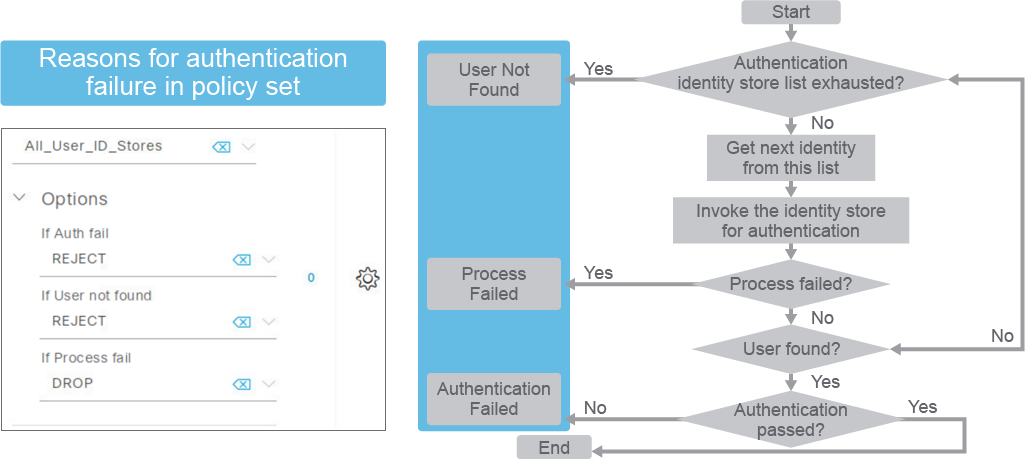 Reasons for authentication
failure in policy set
All_User_ID_Stores
Options
If Auth fail
REJECT
If User not found
REJECT
If Process fail
DROP
0
Start
Authentication
identity store list exhausted?
Yes
User Not
Found
No
Get next identity
from this list
Invoke the identity store
for authentication
Process failed?
Yes
Process
Failed
No
User found?
No
Yes
Authentication
passed?
No
Authentication
Failed
Yes
End